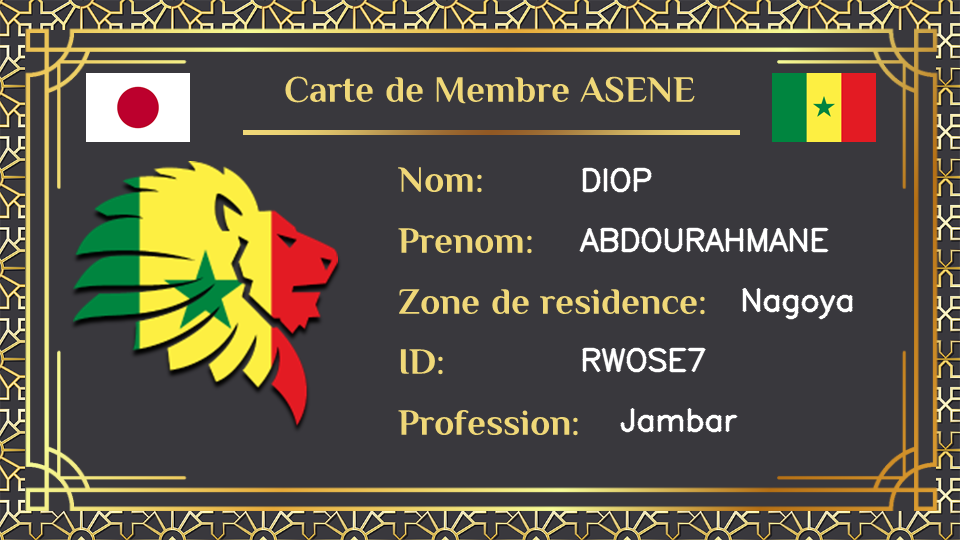 Carte de Membre ASENE
Nom: DIOP
Prenom: ABDOURAHMANE
Zone de residence: Nagoya
ID: RWOSE7
Profession: Jambar